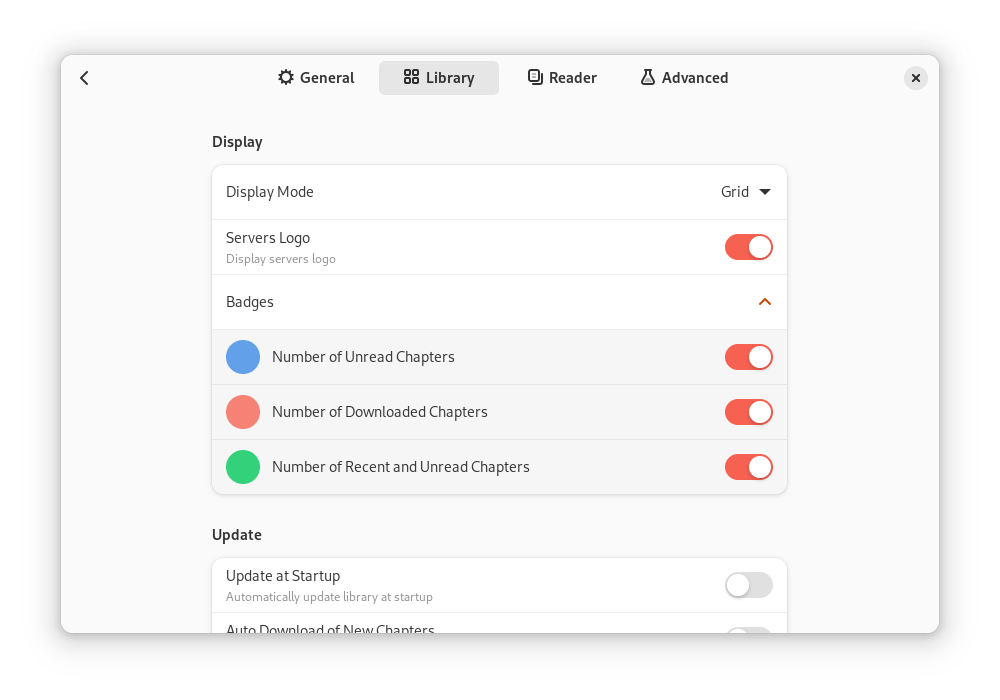 General
Library
Reader
Advanced
Display
Display Mode
Grid
Servers Logo
Display servers logo
Badges
Number of Unread Chapters
Number of Downloaded Chapters
Number of Recent and Unread Chapters
Update
Update at Startup
Automatically update library at startup
Auto Download of New Chapters